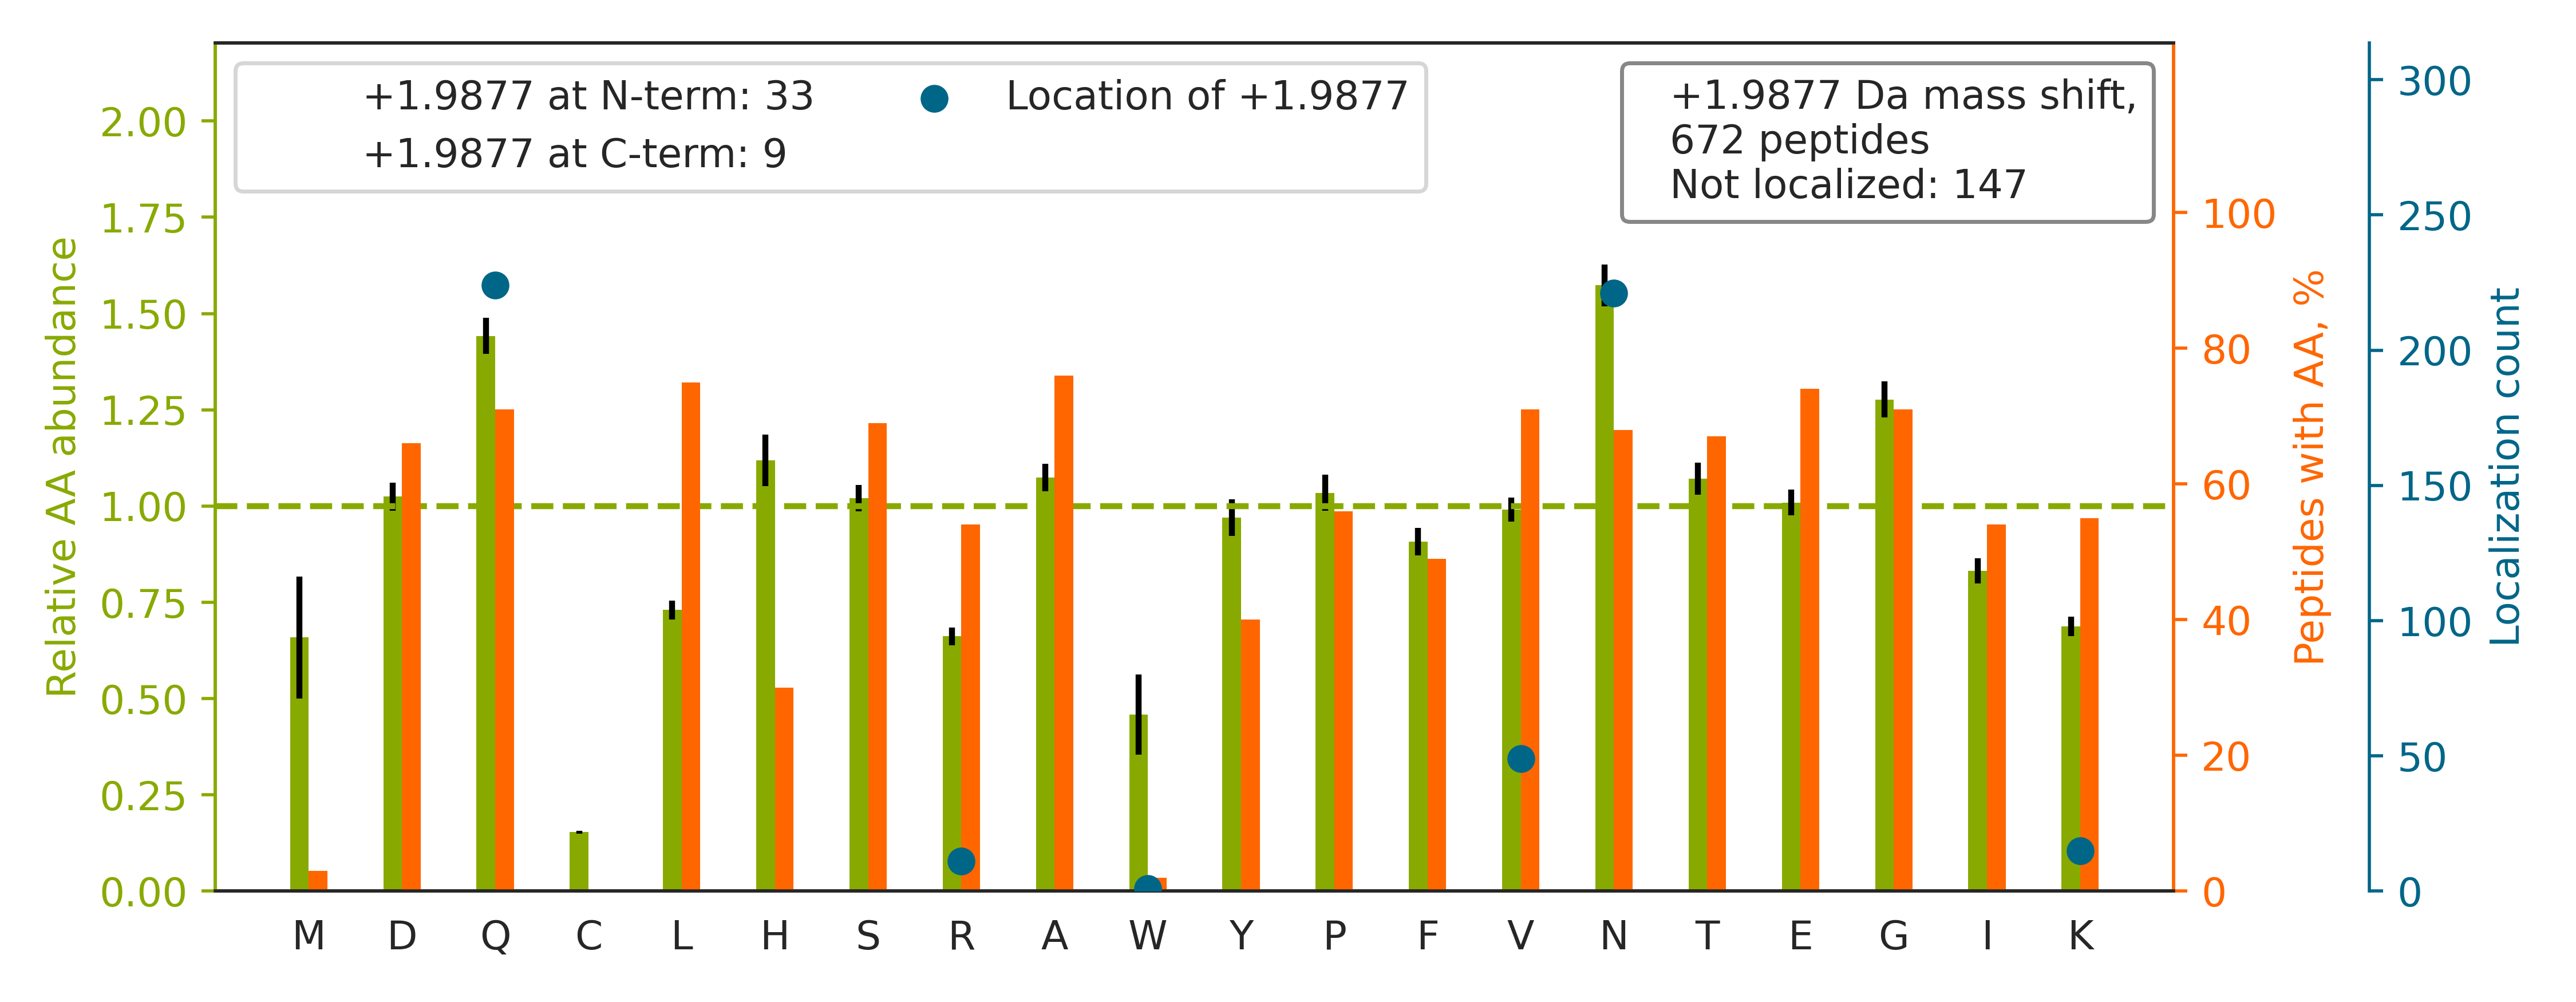 +1.9877 at N-term: 33
+1.9877 at C-term: 9
Location of +1.9877
+1.9877 Da mass shift,
672 peptides
Not localized: 147
Relative AA abundance
2.00
1.75
1.50
1.25
1.00
0.75
0.50
0.25
0.00
M D Q C L H S R A W Y P F V N T E G I K
100
80
60
40
20
0
Peptides with AA, %
300
250
200
150
100
50
0
Localization count